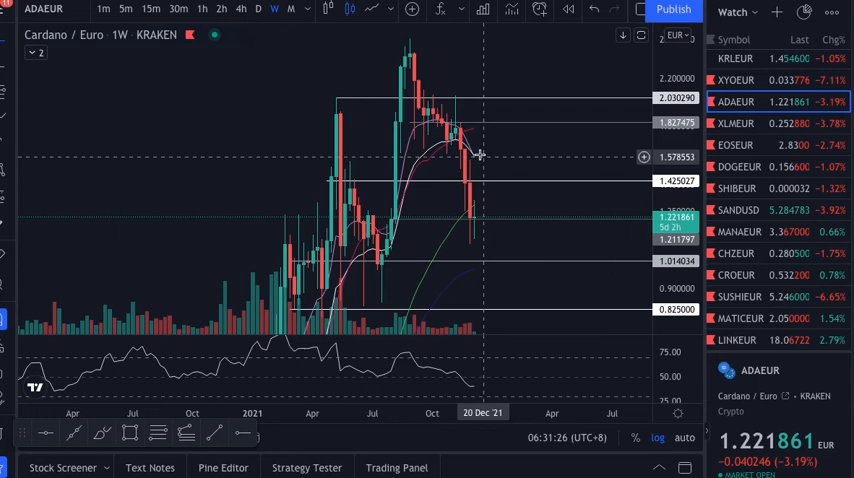 11
ADAEUR 1m 5m 15m 30m 1h 2h 4h D W M Publish
Watch
Cardano / Euro · 1W · KRAKEN
EUR
2
2.200000
2.030290
1.827475
1.578553
1.425027
1.221861
5d 2h
1.211797
1.014034
0.900000
0.825000
75.00
50.00
25.00
Apr Jul Oct 2021 Apr Jul Oct 20 Dec '21 Apr Jul
06:31:26 (UTC+8) % log auto
Stock Screener Text Notes Pine Editor Strategy Tester Trading Panel
Symbol Last Chg%
KRLEUR 1.454600 −1.05%
XYOEUR 0.033776 −7.11%
ADAEUR 1.221861 −3.19%
XLMEUR 0.252880 −3.78%
EOSEUR 2.8300 −2.74%
DOGEEUR 0.156600 −1.07%
SHIBEUR 0.000032 −1.32%
SANDUSD 5.284783 −3.92%
MANAEUR 3.367000 0.66%
CHZEUR 0.280500 −1.75%
CROEUR 0.532200 0.78%
SUSHIEUR 5.246000 −6.65%
MATICEUR 2.050000 1.54%
LINKEUR 18.06722 2.79%
ADAEUR
Cardano / Euro · KRAKEN
Crypto
1.221861 EUR
−0.040246 (−3.19%)
MARKET OPEN